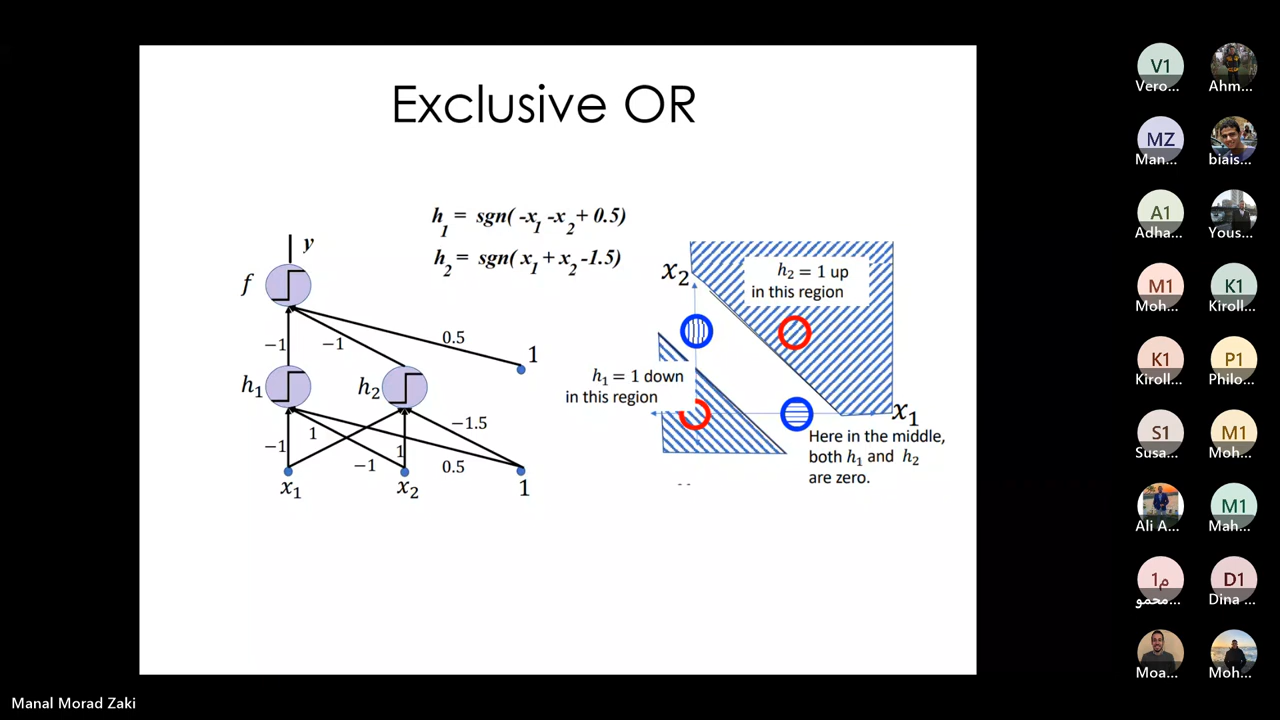 Exclusive OR
h1 = sgn( -x1 -x2 + 0.5)
h2 = sgn( x1 + x2 -1.5)
y
f
−1
−1
0.5
1
h1
h2
−1
1
−1
1
−1.5
0.5
x1
x2
1
x2
h2 = 1 up
in this region
h1 = 1 down
in this region
x1
Here in the middle,
both h1 and h2
are zero.
V1
Vero...
Ahm...
MZ
Man...
biais...
A1
Adha...
Yous...
M1
Moh...
K1
Kiroll...
K1
Kiroll...
P1
Philo...
S1
Susa...
M1
Moh...
Ali A...
M1
Mah...
م1
محمو...
D1
Dina ...
Moa...
Moh...
Manal Morad Zaki